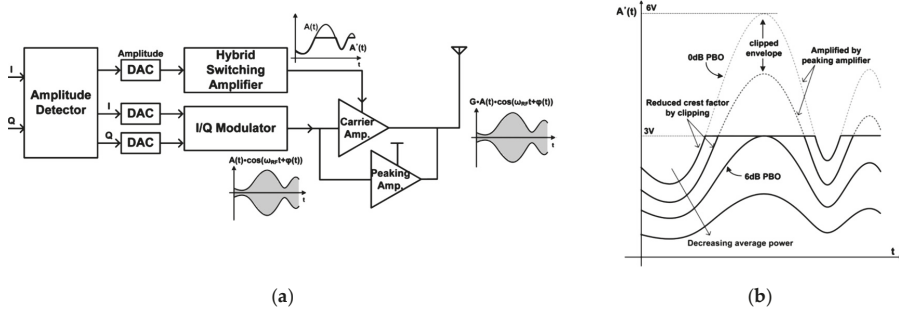 A(t)
A'(t)
t
Amplitude
I
Amplitude
Detector
DAC
Hybrid
Switching
Amplifier
I
DAC
I/Q Modulator
Carrier
Amp.
Q
Q
DAC
G•A(t)•cos(ωRFt+φ(t))
t
A(t)•cos(ωRFt+φ(t))
t
Peaking
Amp.
(a)
A'(t)
6V
clipped
envelope
0dB PBO
Amplified by
peaking amplifier
Reduced crest factor
by clipping
3V
6dB PBO
Decreasing average power
t
(b)